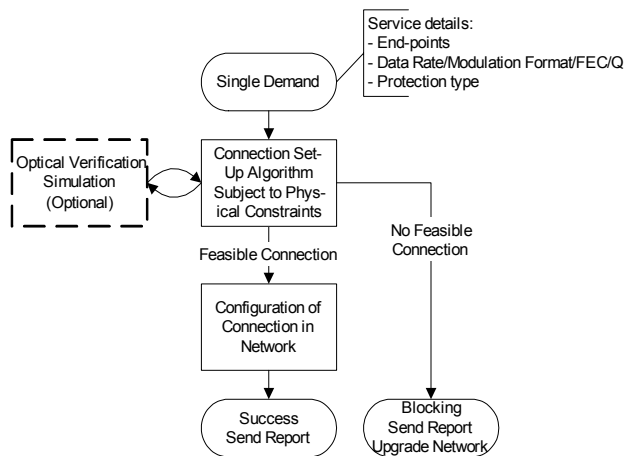 Service details:
- End-points
- Data Rate/Modulation Format/FEC/Q
- Protection type
Single Demand
Optical Verification
Simulation
(Optional)
Connection Set-
Up Algorithm
Subject to Phy-
sical Constraints
No Feasible
Connection
Feasible Connection
Configuration of
Connection in
Network
Success
Send Report
Blocking
Send Report
Upgrade Network